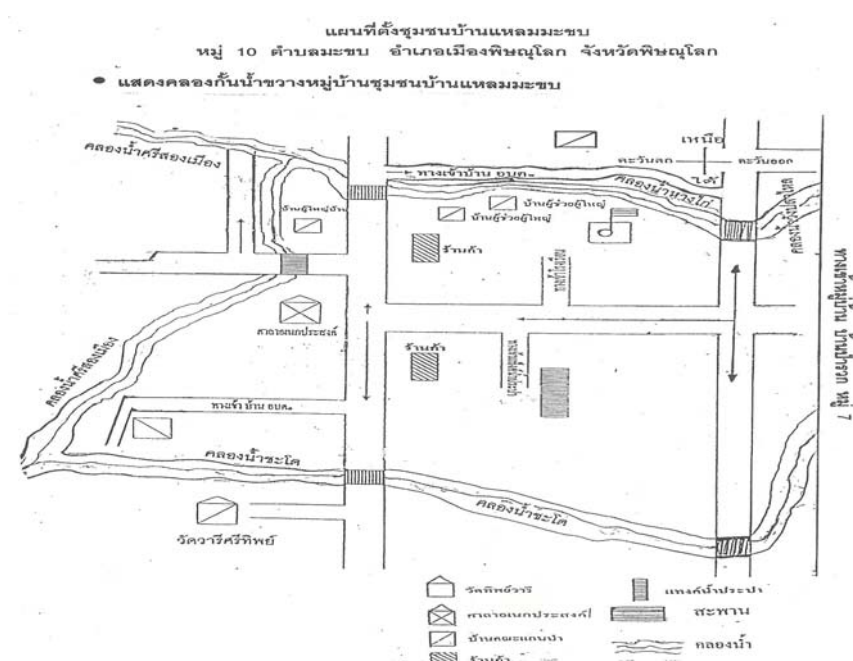 แผนที่ตั้งชุมชนบ้านแหลมมะขบ
หมู่ 10 ตำบลมะขบ อำเภอเมืองพิษณุโลก จังหวัดพิษณุโลก
• แสดงคลองกั้นน้ำขวางหมู่บ้านชุมชนบ้านแหลมมะขบ
เหนือ
คลองน้ำศรีสองเมือง
ตะวันตก
ตะวันออก
ทางเข้าบ้าน อบต.
ใต้
บ้านผู้ช่วยผู้ใหญ่
บ้านผู้ช่วยผู้ใหญ่
ร้านค้า
ศาลาอเนกประสงค์
ร้านค้า
คลองน้ำศรีสองเมือง
ทางเข้า บ้าน อบต.
คลองน้ำชะโด
คลองน้ำชะโด
วัดวารีศรีทิพย์
วัดทิพย์วารี
แทงค์น้ำประปา
ศาลาอเนกประสงค์
สะพาน
บ้านคณะแกนนำ
คลองน้ำ
ร้านค้า